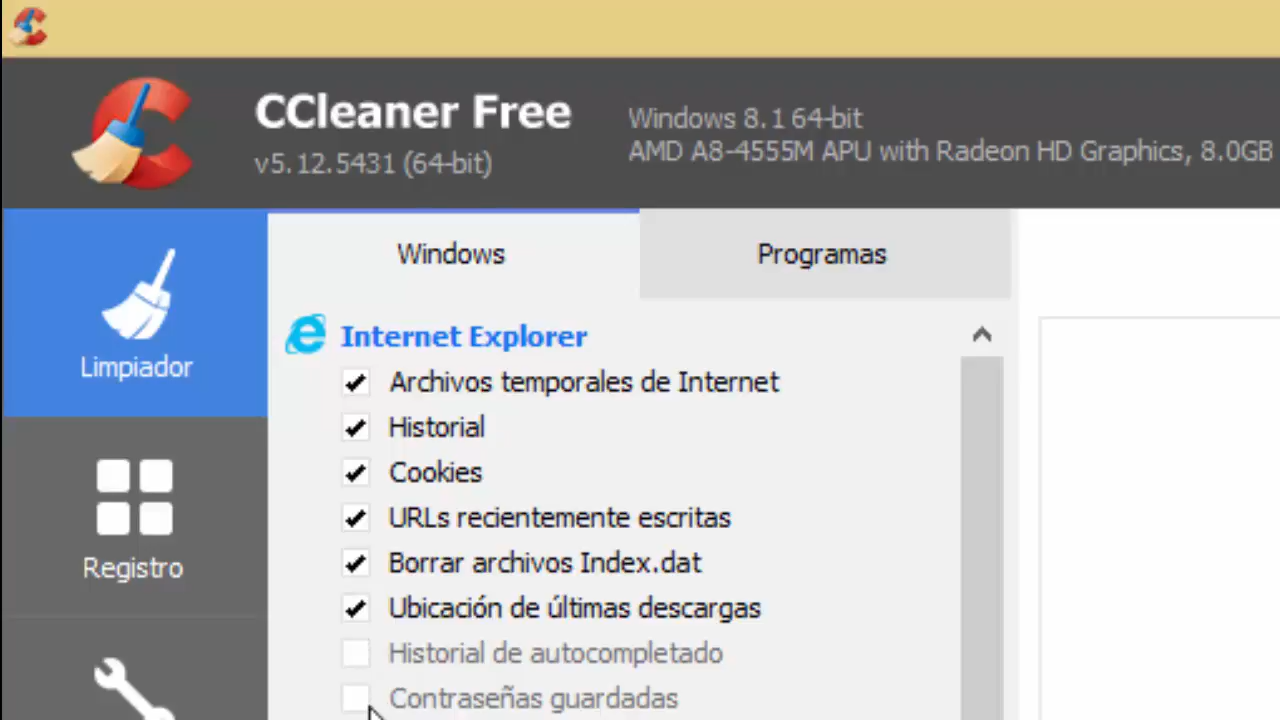 CCleaner Free
v5.12.5431 (64-bit)
Windows 8.1 64-bit
AMD A8-4555M APU with Radeon HD Graphics, 8.0GB
Limpiador
Registro
Windows
Programas
Internet Explorer
Archivos temporales de Internet
Historial
Cookies
URLs recientemente escritas
Borrar archivos Index.dat
Ubicación de últimas descargas
Historial de autocompletado
Contraseñas guardadas